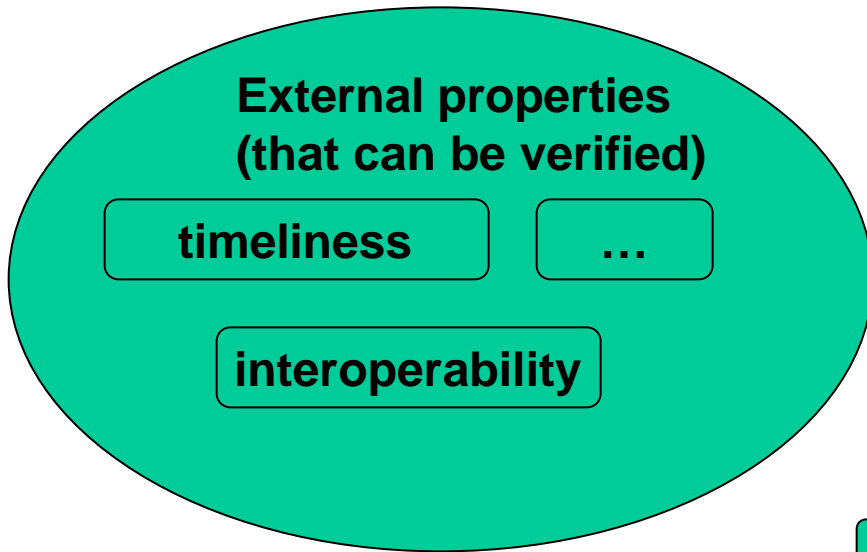 External properties
(that can be verified)
timeliness
…
interoperability